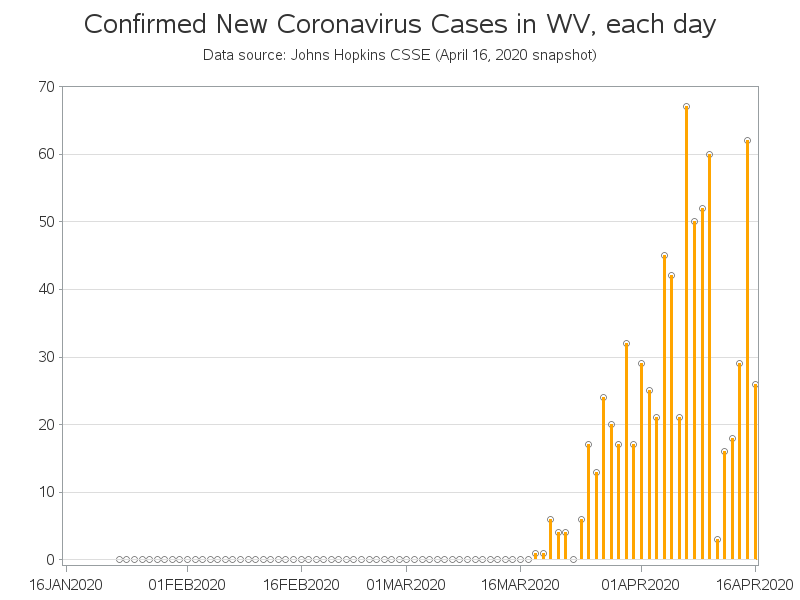 Confirmed New Coronavirus Cases in WV, each day
Data source: Johns Hopkins CSSE (April 16, 2020 snapshot)
70
60
50
40
30
20
10
0
16JAN2020 01FEB2020 16FEB2020 01MAR2020 16MAR2020 01APR2020 16APR2020